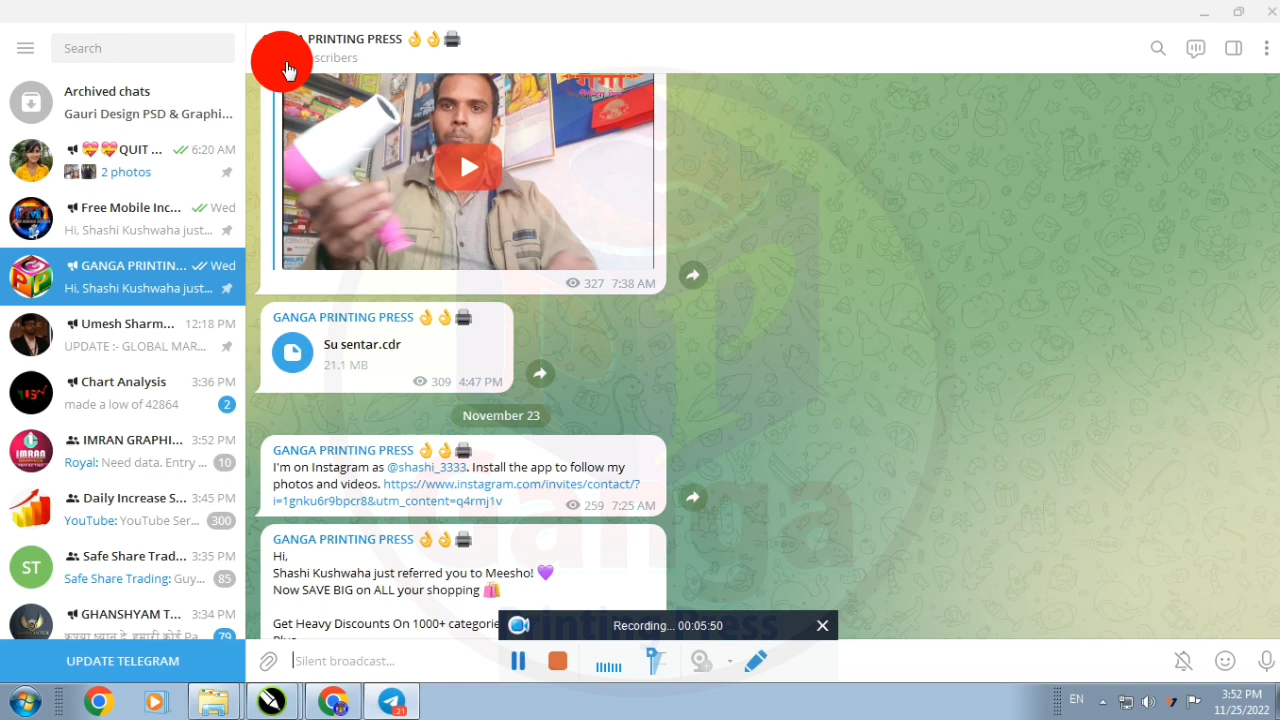 Search
Archived chats
Gauri Design PSD & Graphi...
QUIT ...
6:20 AM
2 photos
Free Mobile Inc...
Wed
Hi, Shashi Kushwaha just...
GANGA PRINTIN...
Wed
Hi, Shashi Kushwaha just...
Umesh Sharm...
12:18 PM
UPDATE :- GLOBAL MAR...
Chart Analysis
3:36 PM
made a low of 42864
2
IMRAN GRAPHI...
3:52 PM
Royal: Need data. Entry ...
10
Daily Increase S...
3:45 PM
YouTube: YouTube Ser...
300
ST
Safe Share Trad...
3:35 PM
Safe Share Trading: Guy...
85
GHANSHYAM T...
3:34 PM
79
UPDATE TELEGRAM
PRINTING PRESS 👌👌🖨
गंगा
327 7:38 AM
GANGA PRINTING PRESS 👌👌🖨
Su sentar.cdr
21.1 MB
309 4:47 PM
November 23
GANGA PRINTING PRESS 👌👌🖨
I'm on Instagram as @shashi_3333. Install the app to follow my
photos and videos. https://www.instagram.com/invites/contact/?
i=1gnku6r9bpcr8&utm_content=q4rmj1v
259 7:25 AM
GANGA PRINTING PRESS 👌👌🖨
Hi,
Shashi Kushwaha just referred you to Meesho! 💜
Now SAVE BIG on ALL your shopping 🛍
Get Heavy Discounts On 1000+ categorie
Ganga
Printing Press
Recording... 00:05:50
Silent broadcast...
21
EN
3:52 PM
11/25/2022